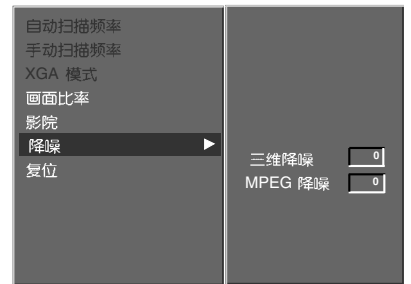 自动扫描频率
手动扫描频率
XGA 模式
画面比率
影院
降噪
复位
三维降噪 0
MPEG 降噪 0